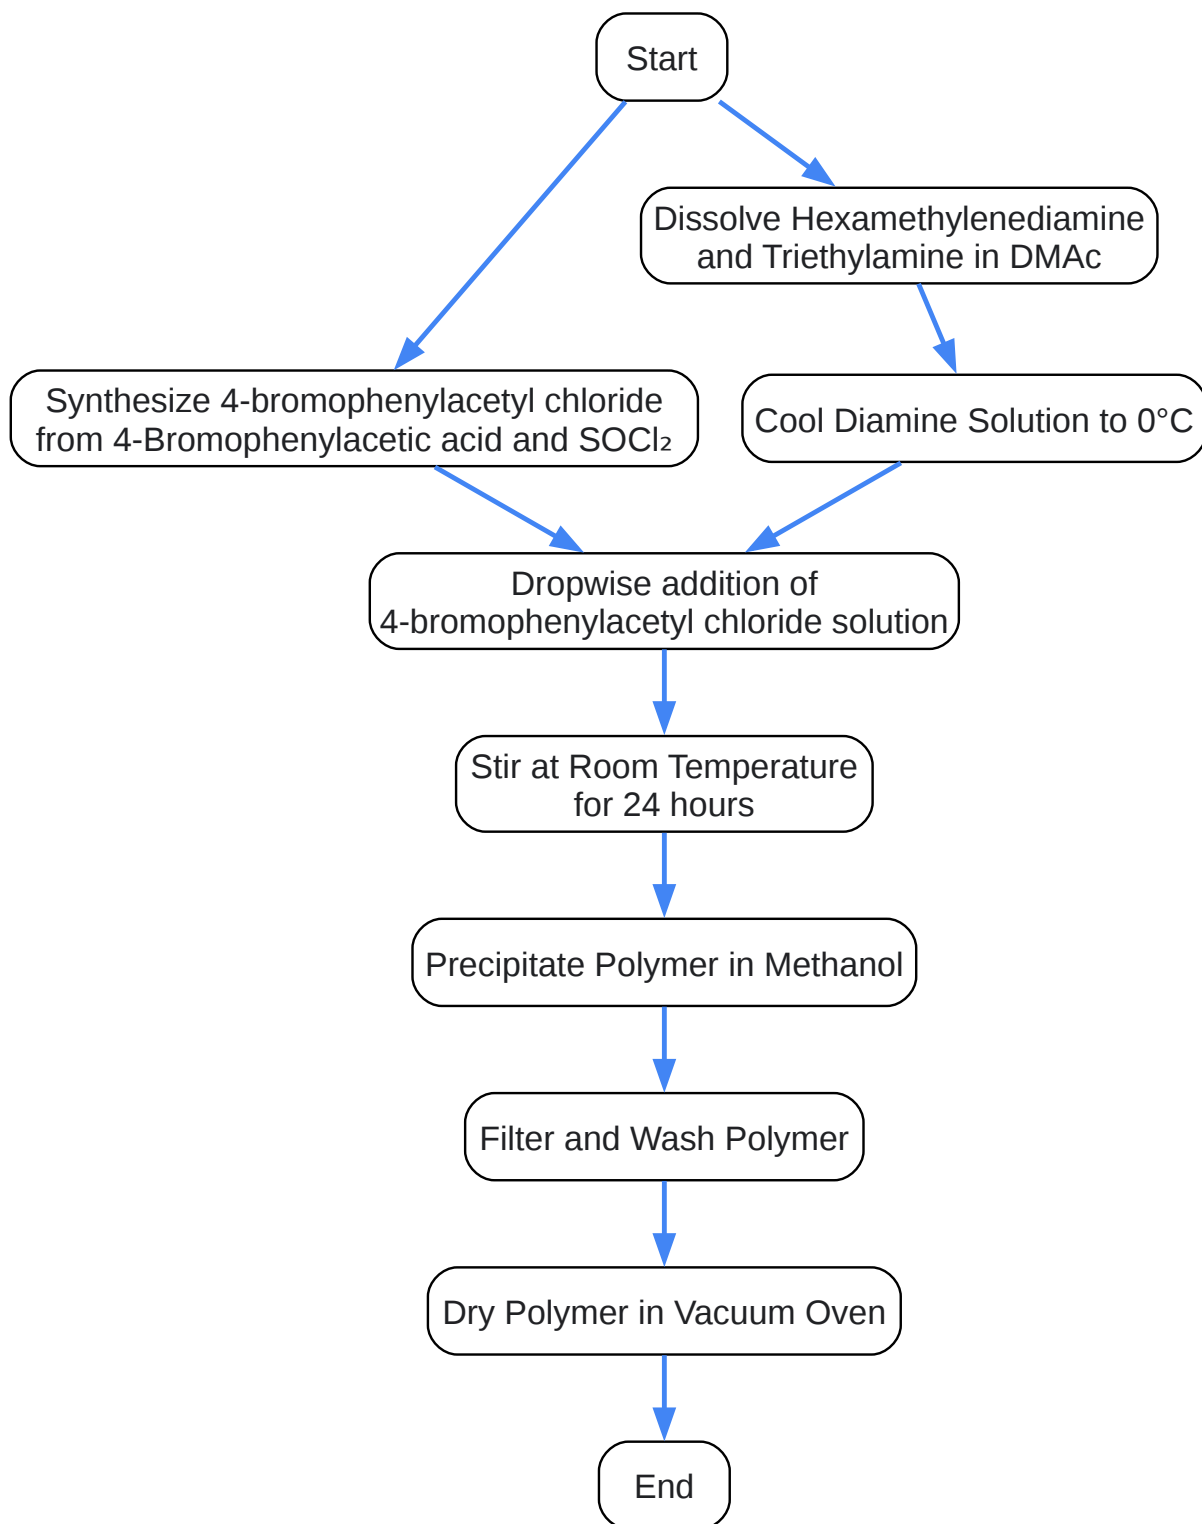 Start
Dissolve Hexamethylenediamine
and Triethylamine in DMAc
Synthesize 4-bromophenylacetyl chloride
from 4-Bromophenylacetic acid and SOCl₂
Cool Diamine Solution to 0°C
Dropwise addition of
4-bromophenylacetyl chloride solution
Stir at Room Temperature
for 24 hours
Precipitate Polymer in Methanol
Filter and Wash Polymer
Dry Polymer in Vacuum Oven
End